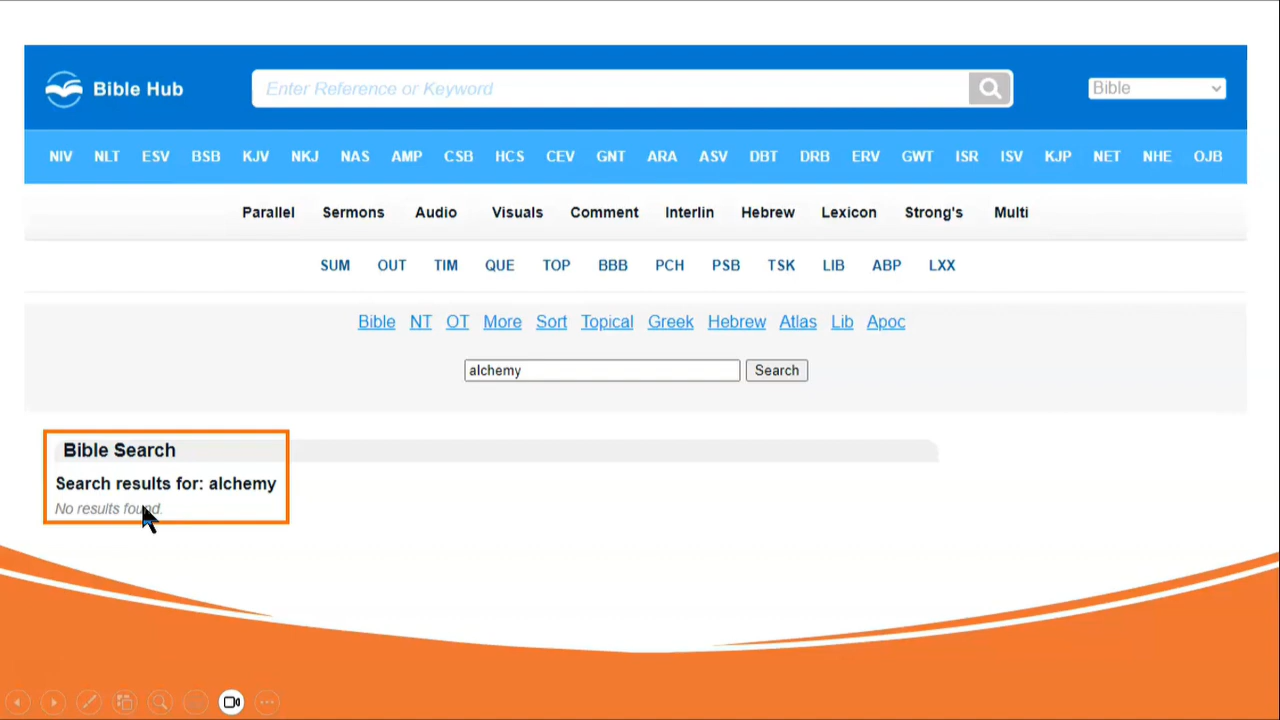 Bible Hub Enter Reference or Keyword Bible
NIV NLT ESV BSB KJV NKJ NAS AMP CSB HCS CEV GNT ARA ASV DBT DRB ERV GWT ISR ISV KJP NET NHE OJB
Parallel Sermons Audio Visuals Comment Interlin Hebrew Lexicon Strong's Multi
SUM OUT TIM QUE TOP BBB PCH PSB TSK LIB ABP LXX
Bible NT OT More Sort Topical Greek Hebrew Atlas Lib Apoc
alchemy Search
Bible Search
Search results for: alchemy
No results found.